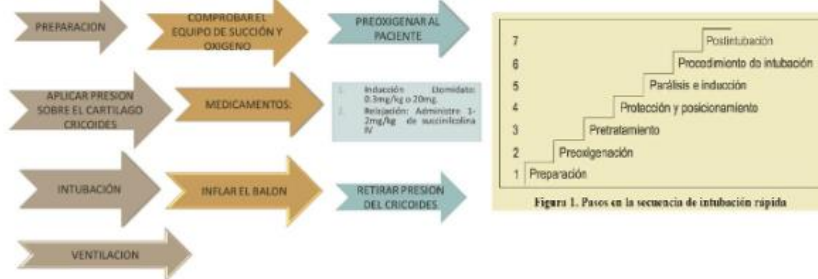 PREPARACION
COMPROBAR EL
EQUIPO DE SUCCIÓN Y
OXIGENO
PREOXIGENAR AL
PACIENTE
APLICAR PRESION
SOBRE EL CARTILAGO
CRICOIDES
MEDICAMENTOS:
1. Inducción Etomidato
0.3mg/kg o 20mg.
2. Relajación: Administre 1-
2mg/kg de succinilcolina
IV
INTUBACIÓN
INFLAR EL BALON
RETIRAR PRESION
DEL CRICOIDES
VENTILACION
7 Postintubación
6 Procedimiento de intubación
5 Parálisis e inducción
4 Protección y posicionamiento
3 Pretratamiento
2 Preoxigenación
1 Preparación
Figura 1. Pasos en la secuencia de intubación rápida